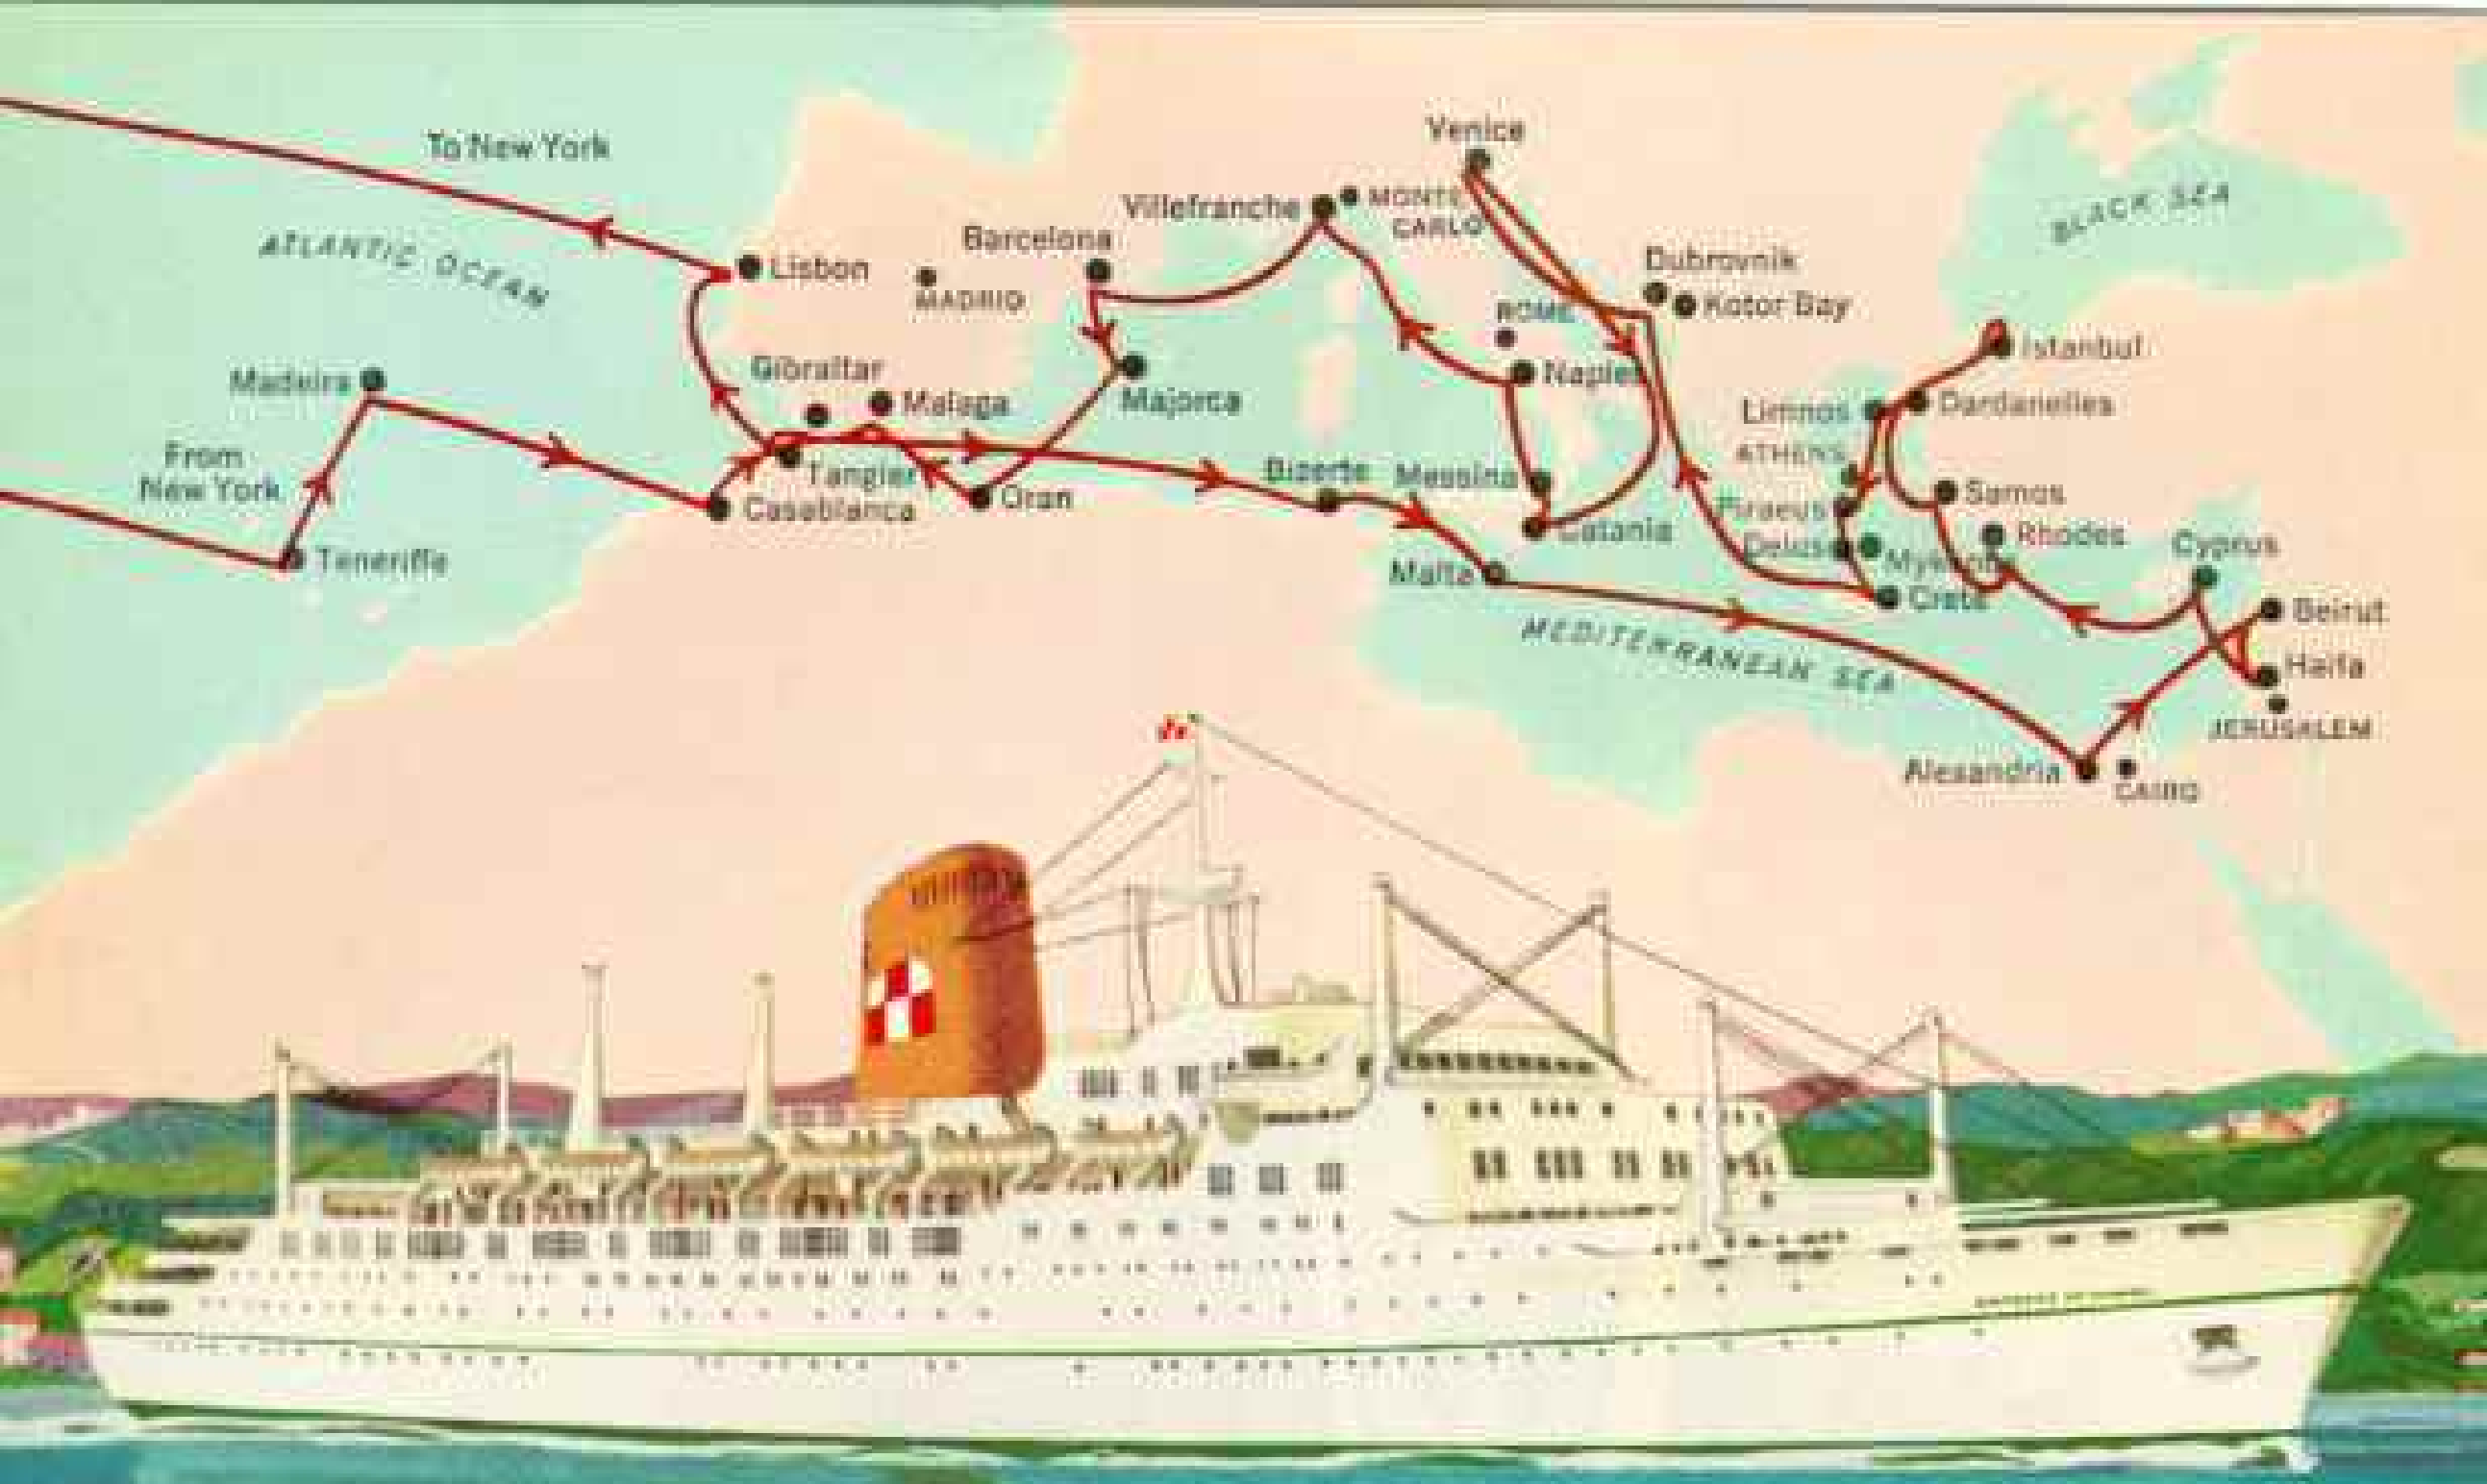 To New York
ATLANTIC OCEAN
Lisbon
MADRID
Barcelona
Villefranche
MONTE
CARLO
Venice
Dubrovnik
Kotor Bay
BLACK SEA
Istanbul
Dardanelles
Limnos
ATHENS
Piraeus
Delos
Mykonos
Crete
Samos
Rhodes
Cyprus
Beirut
Haifa
JERUSALEM
CAIRO
Alexandria
MEDITERRANEAN SEA
Malta
Catania
Messina
Bizerte
Naples
ROME
Majorca
Oran
Malaga
Gibraltar
Tangier
Casablanca
Madeira
From
New York
Teneriffe